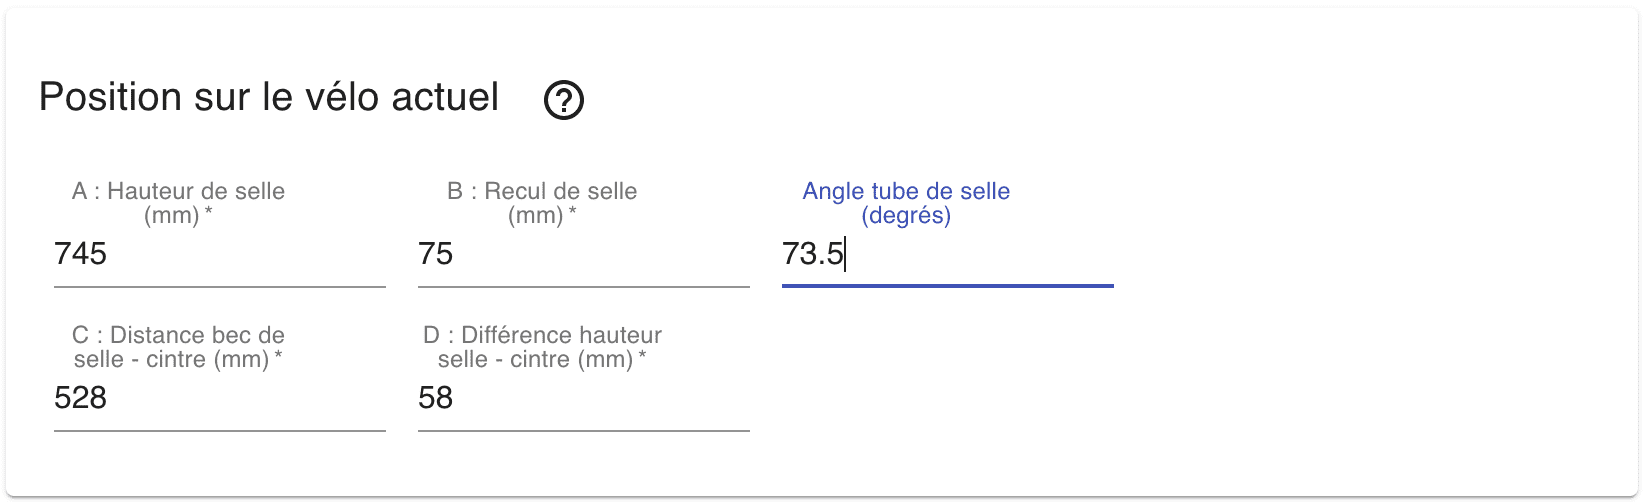 Position sur le vélo actuel ?
A : Hauteur de selle
(mm) *
745
B : Recul de selle
(mm) *
75
Angle tube de selle
(degrés)
73.5
C : Distance bec de
selle - cintre (mm) *
528
D : Différence hauteur
selle - cintre (mm) *
58